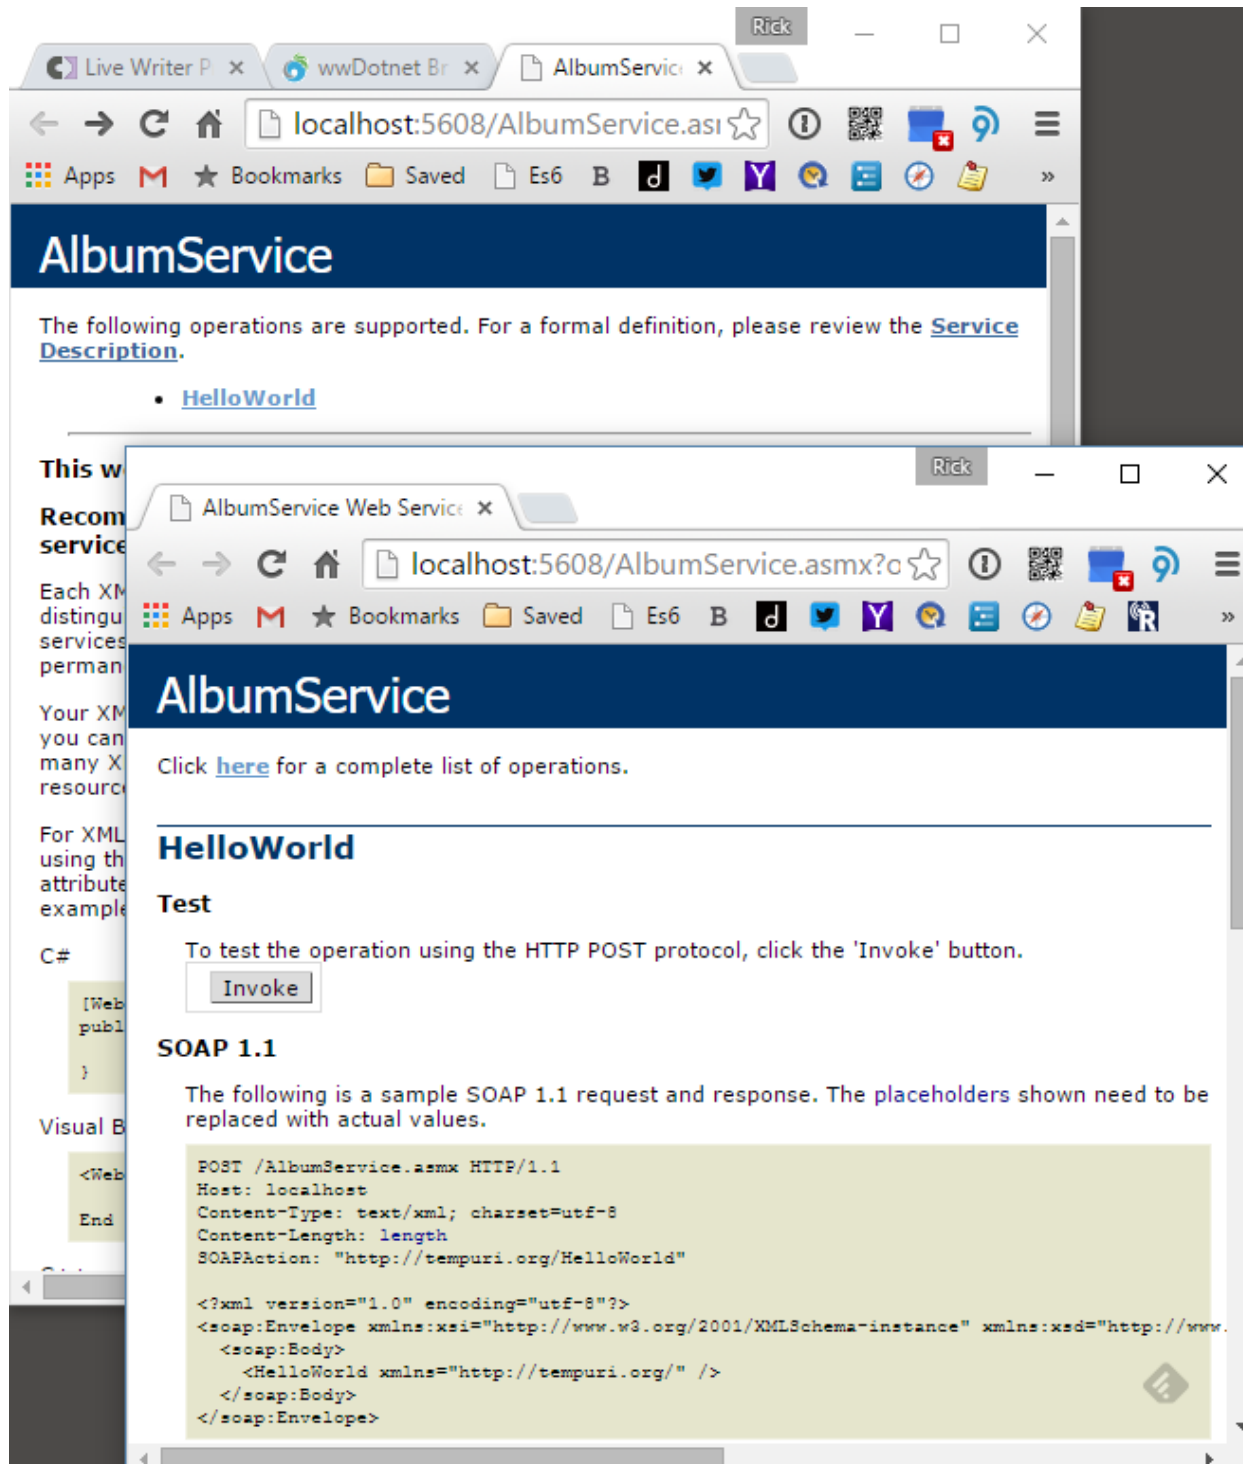 Rick
Live Writer P
wwDotnet Br
AlbumService
localhost:5608/AlbumService.asm
Apps
Bookmarks
Saved
Es6
B
d
Y
»
AlbumService
The following operations are supported. For a formal definition, please review the Service
Description.
• HelloWorld
This w
Recom
service
Each XM
distingu
services
perman
Your XM
you can
many X
resourc
For XML
using th
attribute
example
C#
[Web
publ
}
Visual B
<Web
End
Rick
AlbumService Web Service
localhost:5608/AlbumService.asmx?o
Apps
Bookmarks
Saved
Es6
B
d
Y
R
»
AlbumService
Click here for a complete list of operations.
HelloWorld
Test
To test the operation using the HTTP POST protocol, click the 'Invoke' button.
Invoke
SOAP 1.1
The following is a sample SOAP 1.1 request and response. The placeholders shown need to be
replaced with actual values.
POST /AlbumService.asmx HTTP/1.1
Host: localhost
Content-Type: text/xml; charset=utf-8
Content-Length: length
SOAPAction: "http://tempuri.org/HelloWorld"
<?xml version="1.0" encoding="utf-8"?>
<soap:Envelope xmlns:xsi="http://www.w3.org/2001/XMLSchema-instance" xmlns:xsd="http://www.
<soap:Body>
<HelloWorld xmlns="http://tempuri.org/" />
</soap:Body>
</soap:Envelope>